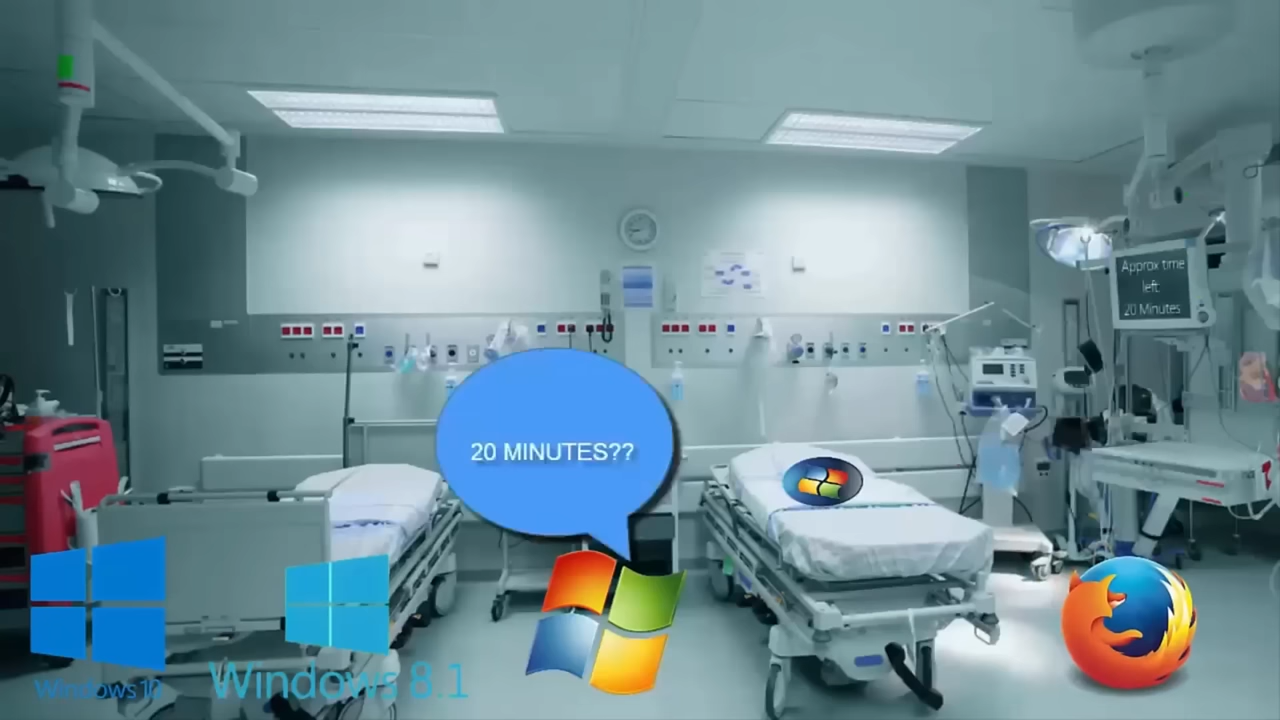 Approx time
left:
20 Minutes
20 MINUTES??
Windows 10
Windows 8.1